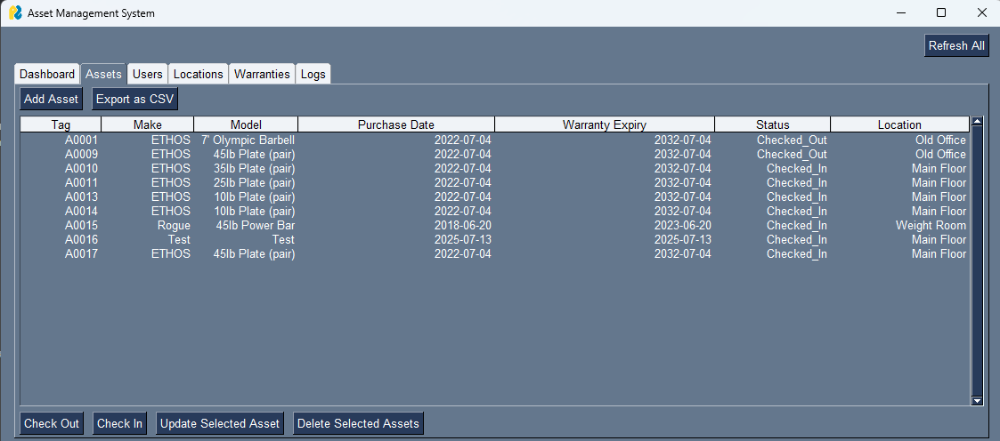 Asset Management System
Refresh All
Dashboard Assets Users Locations Warranties Logs
Add Asset Export as CSV
Tag Make Model Purchase Date Warranty Expiry Status Location
A0001 ETHOS 7' Olympic Barbell 2022-07-04 2032-07-04 Checked_Out Old Office
A0009 ETHOS 45lb Plate (pair) 2022-07-04 2032-07-04 Checked_Out Old Office
A0010 ETHOS 35lb Plate (pair) 2022-07-04 2032-07-04 Checked_In Main Floor
A0011 ETHOS 25lb Plate (pair) 2022-07-04 2032-07-04 Checked_In Main Floor
A0013 ETHOS 10lb Plate (pair) 2022-07-04 2032-07-04 Checked_In Main Floor
A0014 ETHOS 10lb Plate (pair) 2022-07-04 2032-07-04 Checked_In Main Floor
A0015 Rogue 45lb Power Bar 2018-06-20 2023-06-20 Checked_In Weight Room
A0016 Test Test 2025-07-13 2025-07-13 Checked_In Main Floor
A0017 ETHOS 45lb Plate (pair) 2022-07-04 2032-07-04 Checked_In Main Floor
Check Out Check In Update Selected Asset Delete Selected Assets